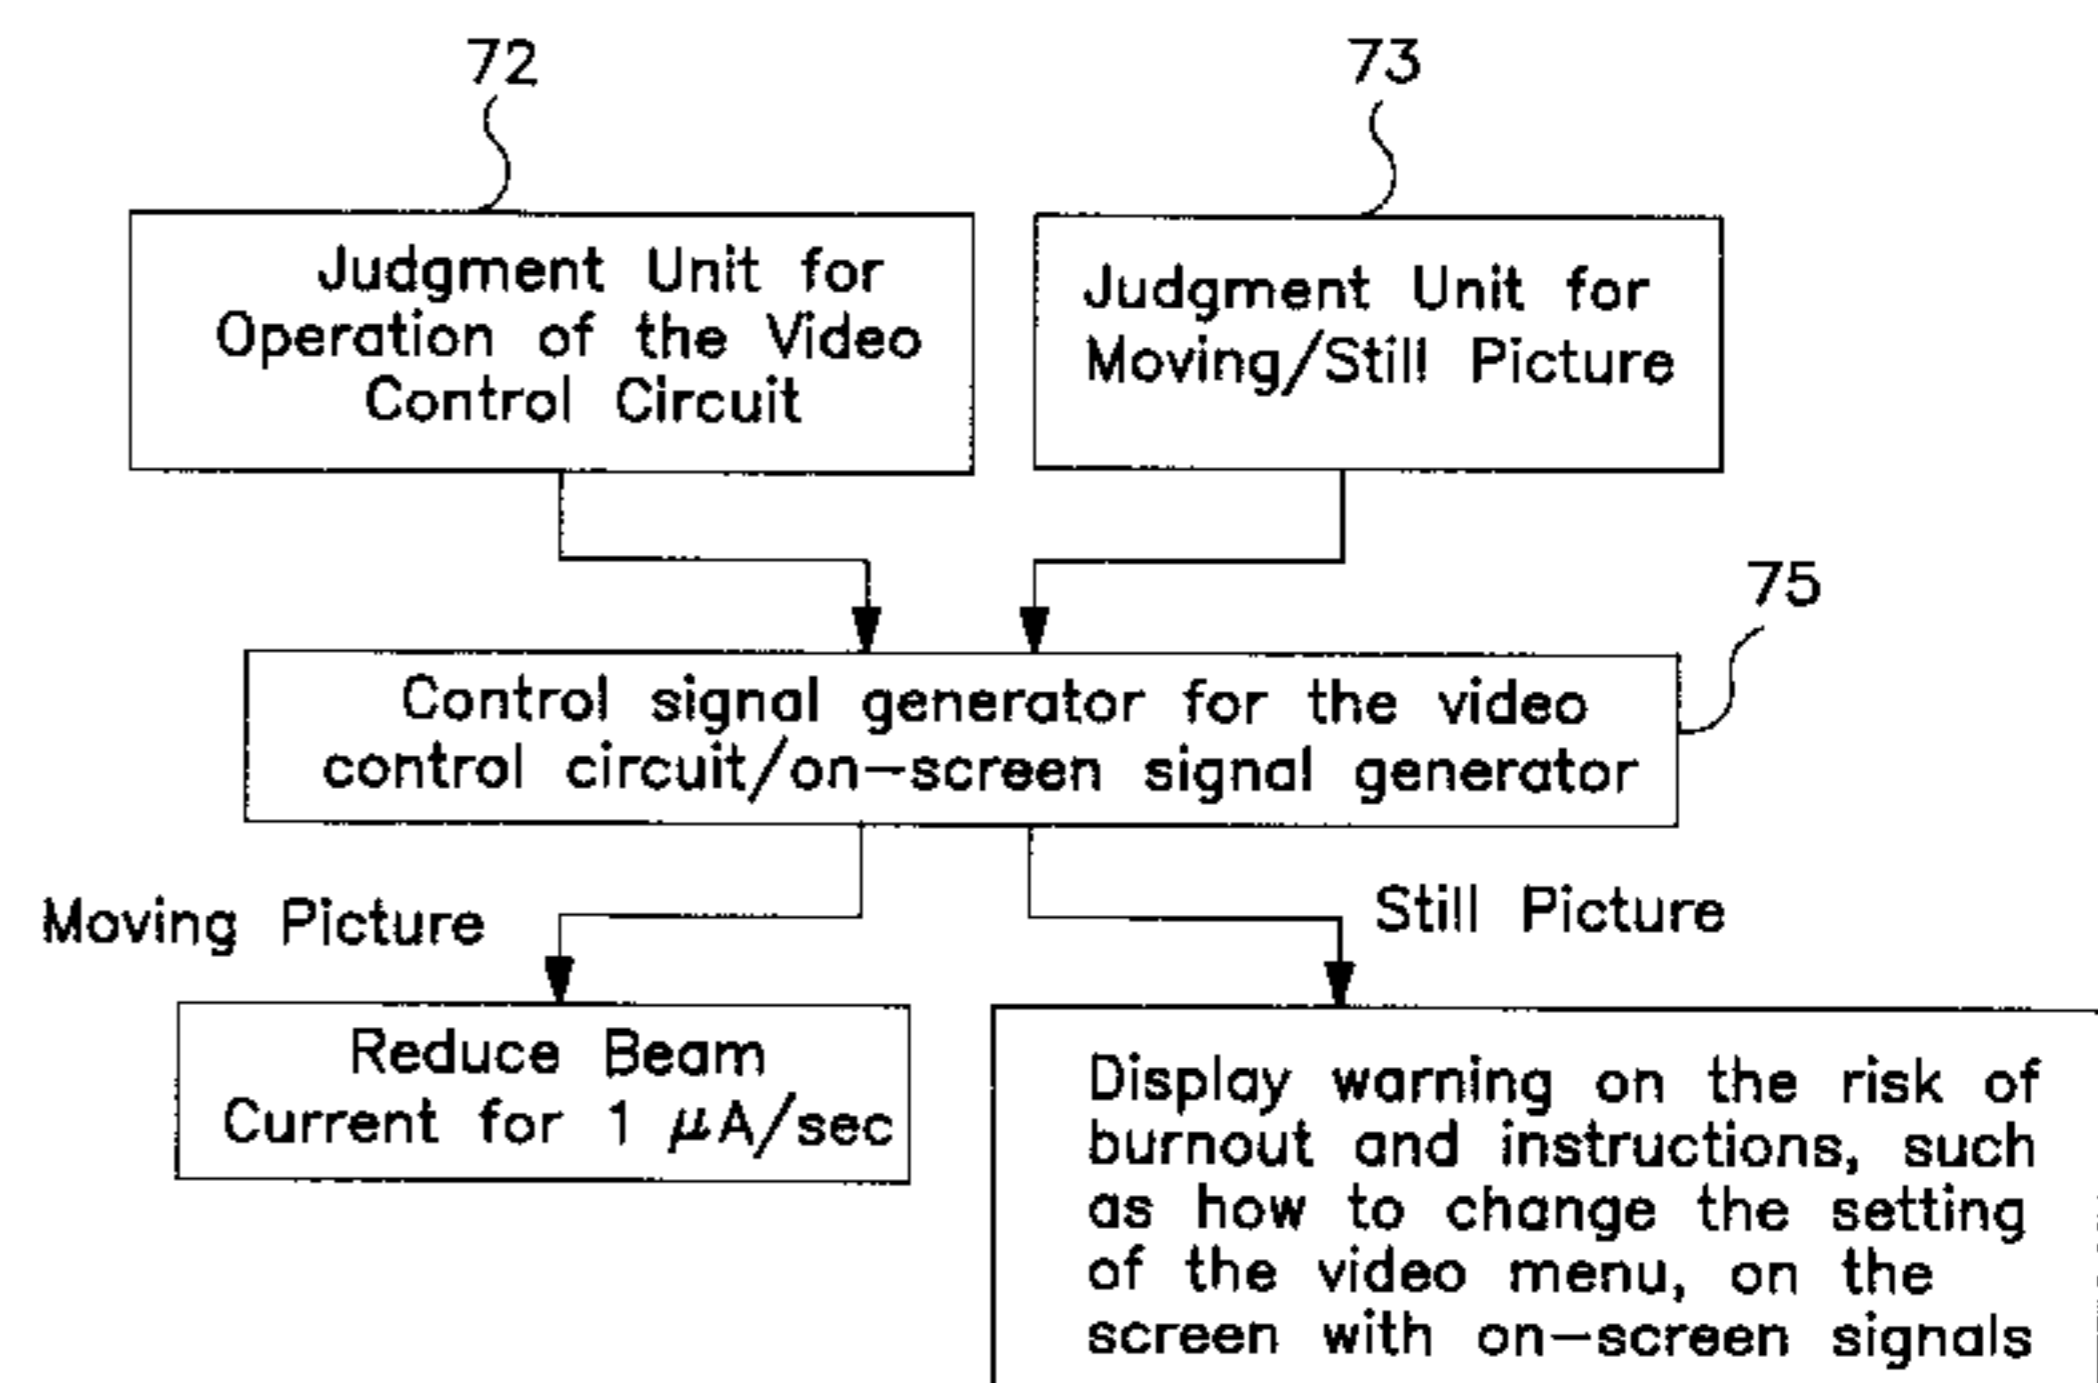 72
73
Judgment Unit for
Operation of the Video
Control Circuit
Judgment Unit for
Moving/Still Picture
75
Control signal generator for the video
control circuit/on-screen signal generator
Moving Picture
Still Picture
Reduce Beam
Current for 1 μA/sec
Display warning on the risk of
burnout and instructions, such
as how to change the setting
of the video menu, on the
screen with on-screen signals